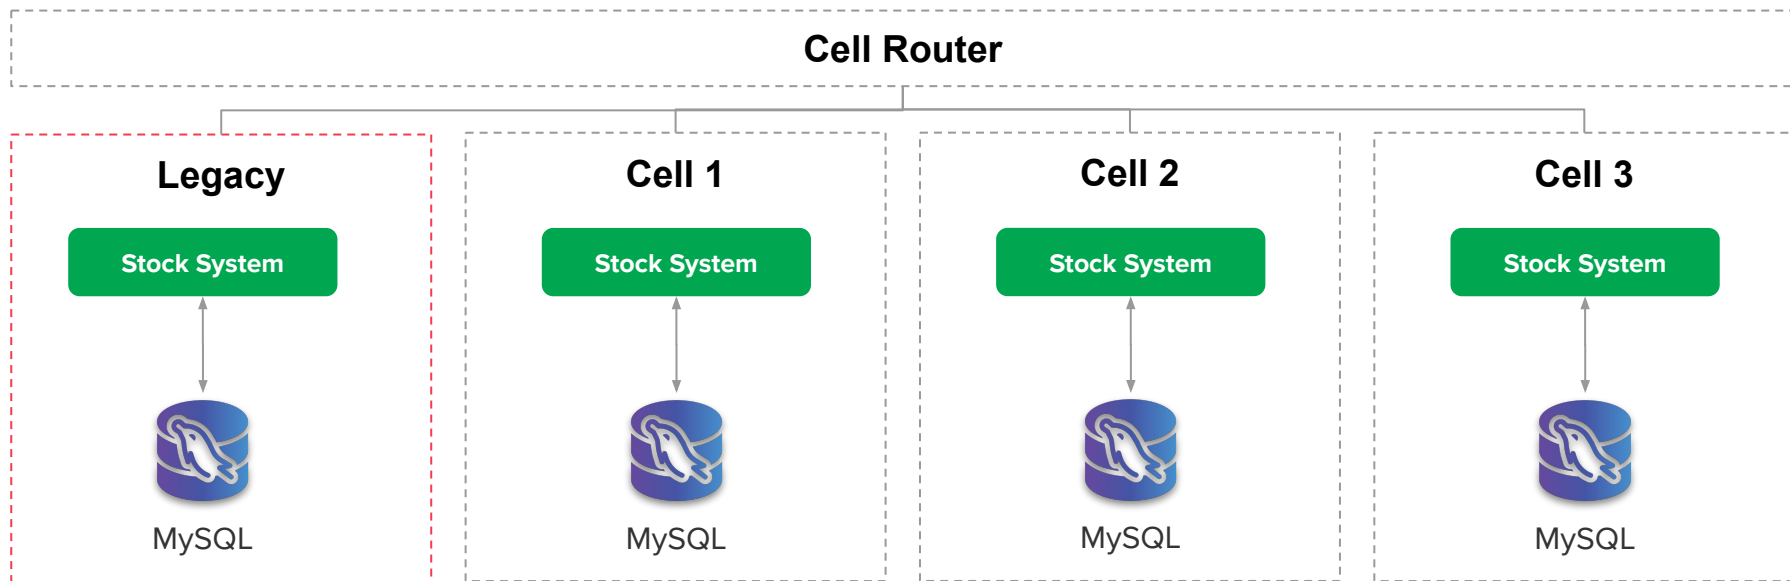 Cell Router
Legacy
Cell 1
Cell 2
Cell 3
Stock System
Stock System
Stock System
Stock System
MySQL
MySQL
MySQL
MySQL